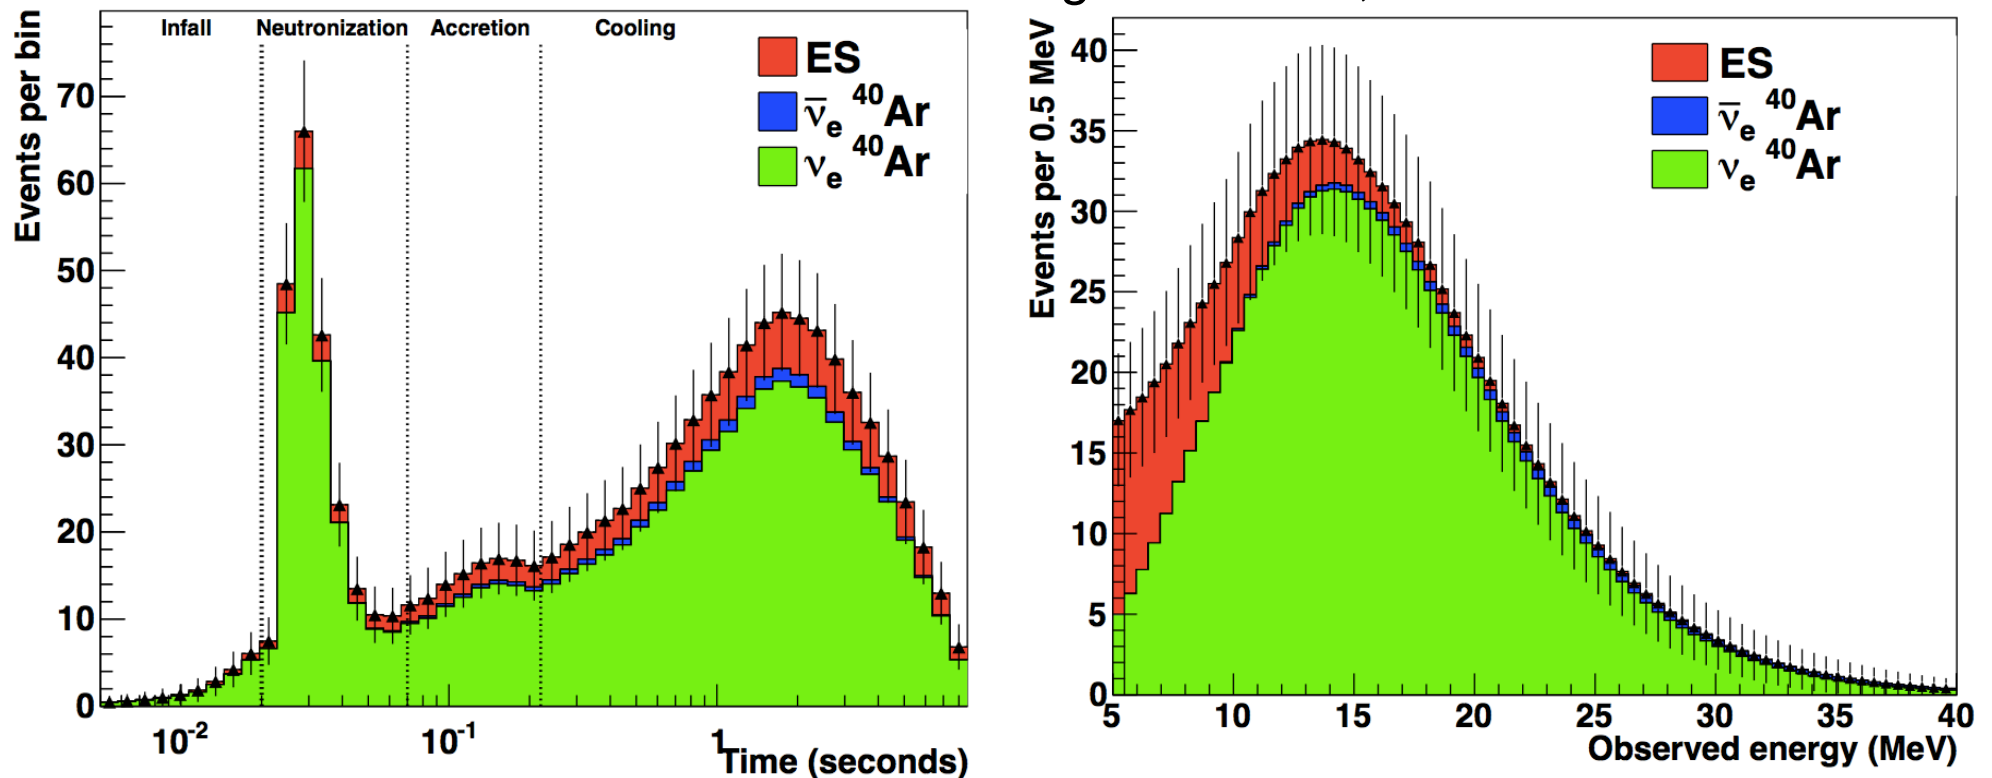 Infall Neutronization Accretion Cooling
Events per bin
ES
ν̅e 40Ar
νe 40Ar
70
60
50
40
30
20
10
0
10-2 10-1 1
Time (seconds)
Events per 0.5 MeV
ES
ν̅e 40Ar
νe 40Ar
40
35
30
25
20
15
10
5
0
5 10 15 20 25 30 35 40
Observed energy (MeV)